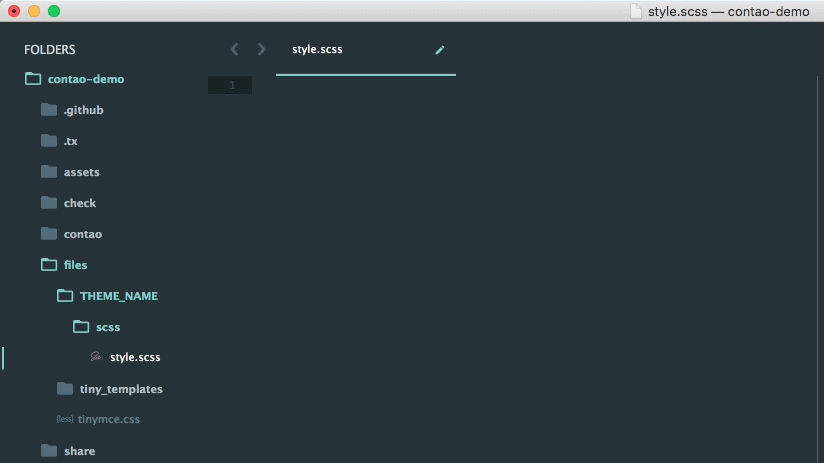 style.scss — contao-demo
FOLDERS
contao-demo
.github
.tx
assets
check
contao
files
THEME_NAME
scss
style.scss
tiny_templates
{less} tinymce.css
share
style.scss
1